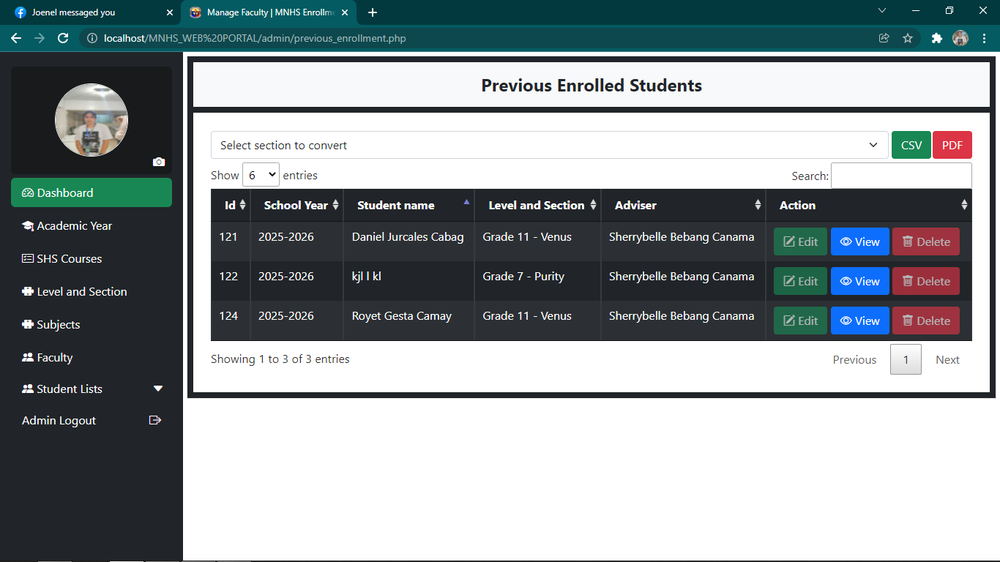 Joenel messaged you
Manage Faculty | MNHS Enrollme
localhost/MNHS_WEB%20PORTAL/admin/previous_enrollment.php
Dashboard
Academic Year
SHS Courses
Level and Section
Subjects
Faculty
Student Lists
Admin Logout
Previous Enrolled Students
Select section to convert
CSV PDF
Show 6 entries
Search:
Id School Year Student name Level and Section Adviser Action
121 2025-2026 Daniel Jurcales Cabag Grade 11 - Venus Sherrybelle Bebang Canama Edit View Delete
122 2025-2026 kjl l kl Grade 7 - Purity Sherrybelle Bebang Canama Edit View Delete
124 2025-2026 Royet Gesta Camay Grade 11 - Venus Sherrybelle Bebang Canama Edit View Delete
Showing 1 to 3 of 3 entries
Previous 1 Next